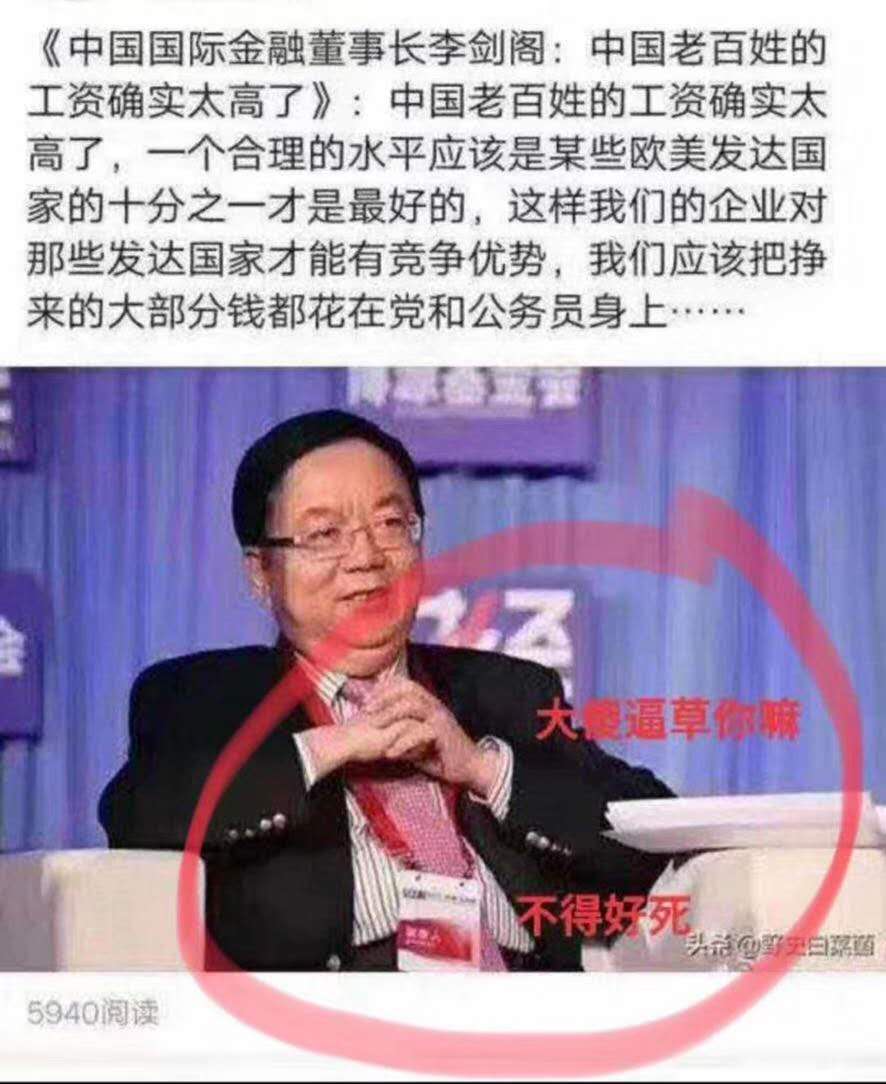 《中国国际金融董事长李剑阁：中国老百姓的
工资确实太高了》：中国老百姓的工资确实太
高了，一个合理的水平应该是某些欧美发达国
家的十分之一才是最好的，这样我们的企业对
那些发达国家才能有竞争优势，我们应该把挣
来的大部分钱都花在党和公务员身上……
会
大傻逼草你嘛
不得好死
头条@野史白菜面
5940阅读